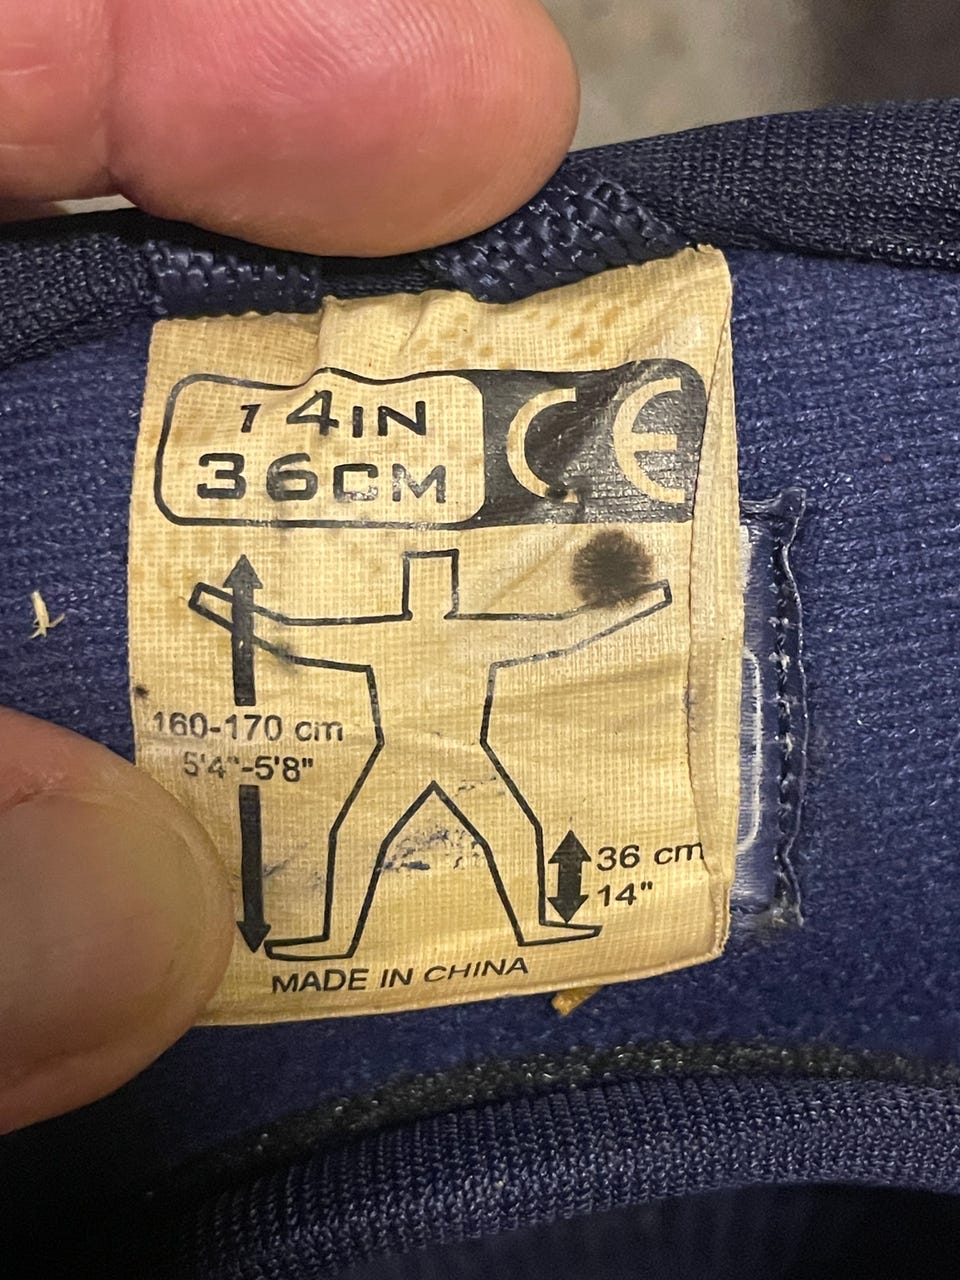 14IN
36CM
CE
160-170 cm
5'4"-5'8"
36 cm
14"
MADE IN CHINA